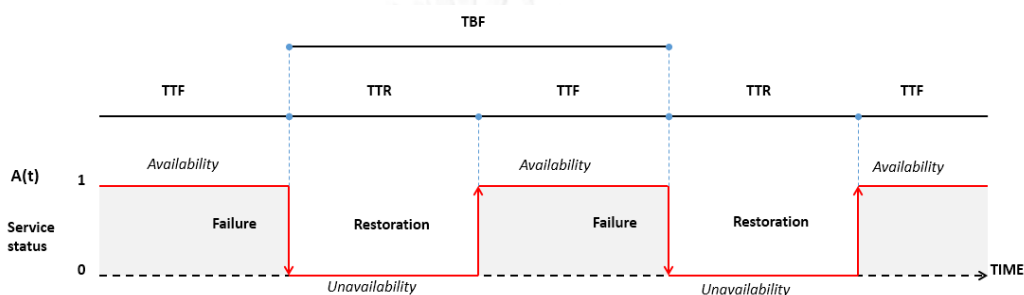 TBF
TTF TTR TTF TTR TTF
Availability Availability Availability
A(t) 1
Failure Restoration Failure Restoration
Service
status
0 TIME
Unavailability Unavailability